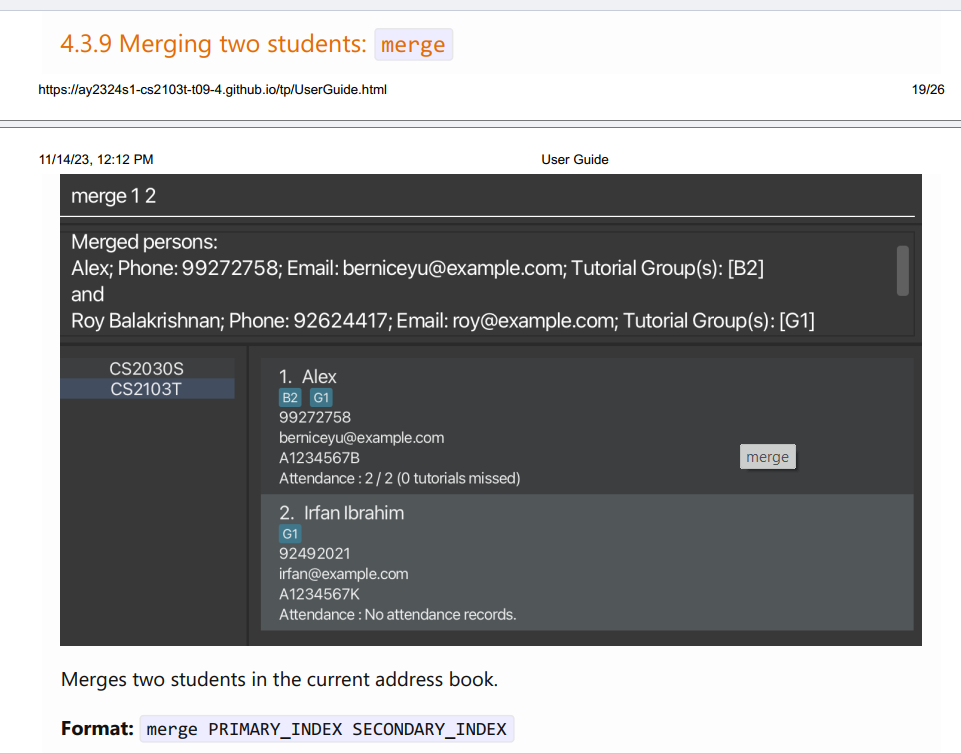 4.3.9 Merging two students: merge
https://ay2324s1-cs2103t-t09-4.github.io/tp/UserGuide.html 19/26
11/14/23, 12:12 PM User Guide
merge 1 2
Merged persons:
Alex; Phone: 99272758; Email: berniceyu@example.com; Tutorial Group(s): [B2]
and
Roy Balakrishnan; Phone: 92624417; Email: roy@example.com; Tutorial Group(s): [G1]
CS2030S
CS2103T
1. Alex
B2 G1
99272758
berniceyu@example.com
A1234567B
Attendance : 2 / 2 (0 tutorials missed)
merge
2. Irfan Ibrahim
G1
92492021
irfan@example.com
A1234567K
Attendance : No attendance records.
Merges two students in the current address book.
Format: merge PRIMARY_INDEX SECONDARY_INDEX